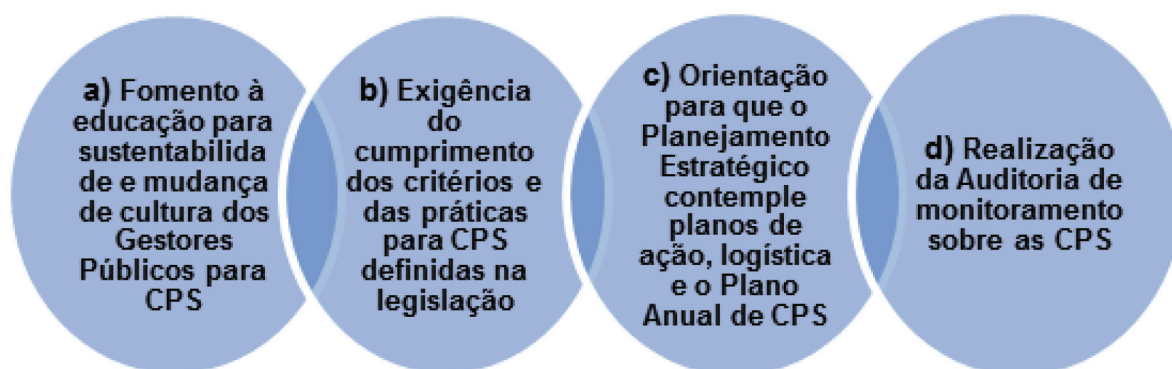 a) Fomento à
educação para
sustentabilida
de e mudança
de cultura dos
Gestores
Públicos para
CPS
b) Exigência
do
cumprimento
dos critérios e
das práticas
para CPS
definidas na
legislação
c) Orientação
para que o
Planejamento
Estratégico
contemple
planos de
ação, logística
e o Plano
Anual de CPS
d) Realização
da Auditoria de
monitoramento
sobre as CPS